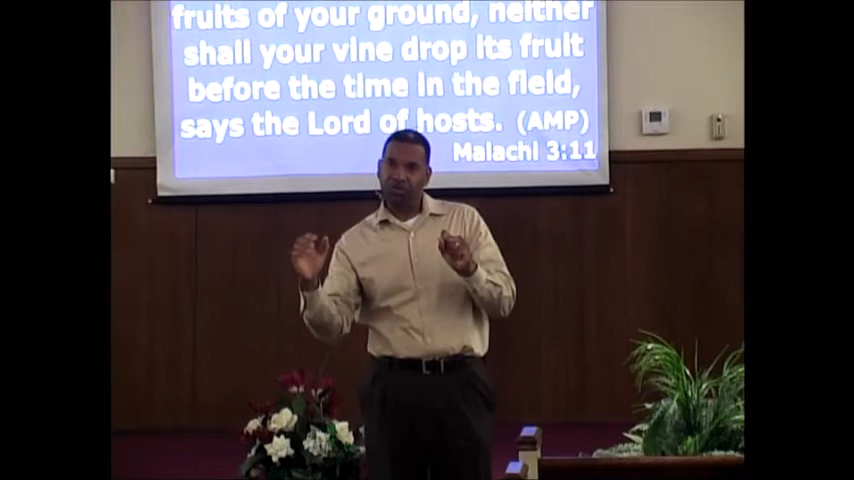 fruits of your ground, neither
shall your vine drop its fruit
before the time in the field,
says the Lord of hosts. (AMP)
Malachi 3:11